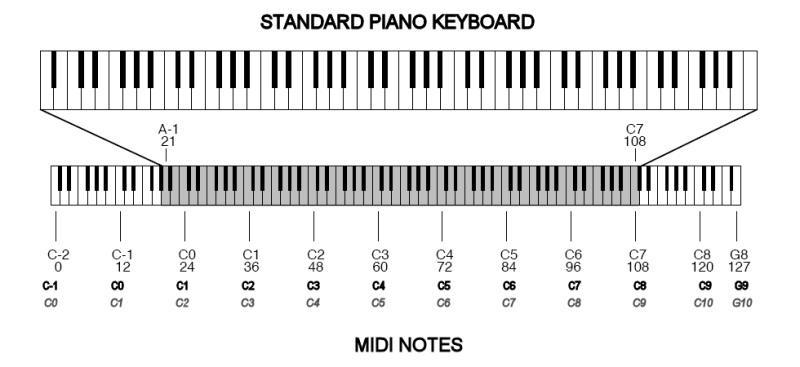 STANDARD PIANO KEYBOARD
A-1 C7
21 108
C-2 C-1 C0 C1 C2 C3 C4 C5 C6 C7 C8 G8
0 12 24 36 48 60 72 84 96 108 120 127
C-1 C0 C1 C2 C3 C4 C5 C6 C7 C8 C9 G9
C0 C1 C2 C3 C4 C5 C6 C7 C8 C9 C10 G10
MIDI NOTES